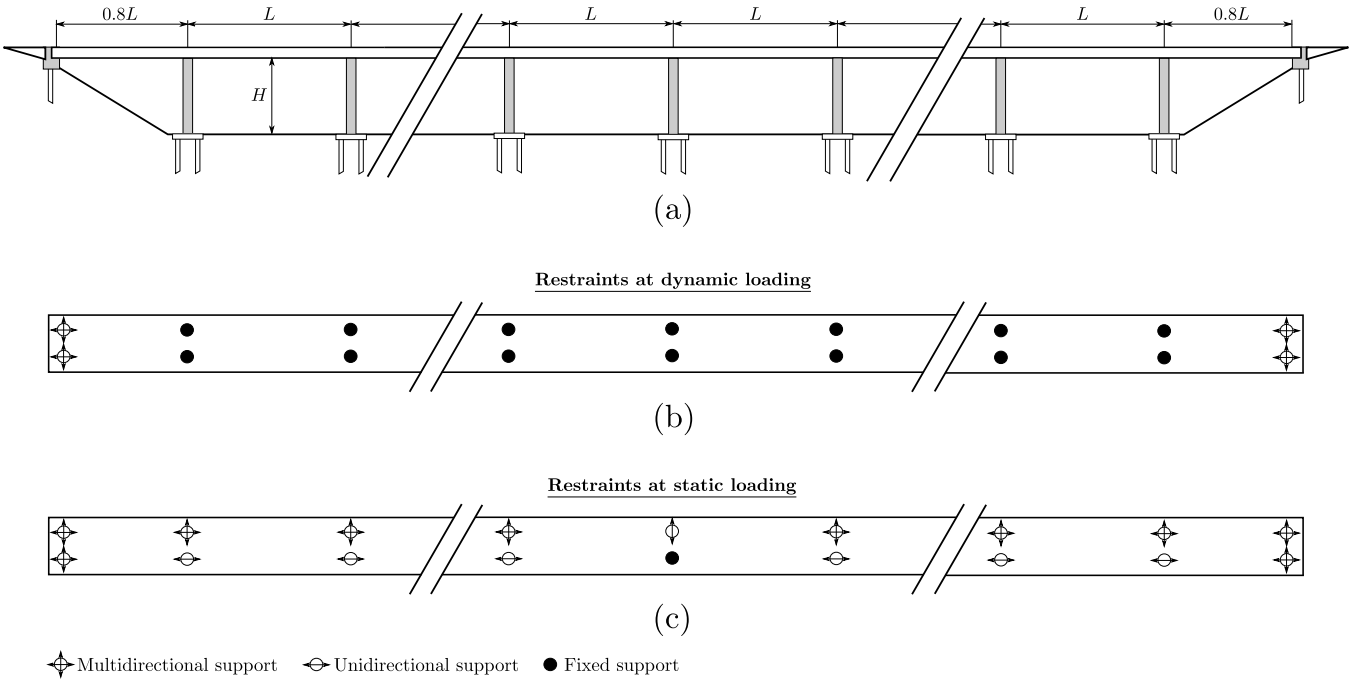 0.8L L L L L 0.8L
H
(a)
Restraints at dynamic loading
(b)
Restraints at static loading
(c)
Multidirectional support Unidirectional support Fixed support